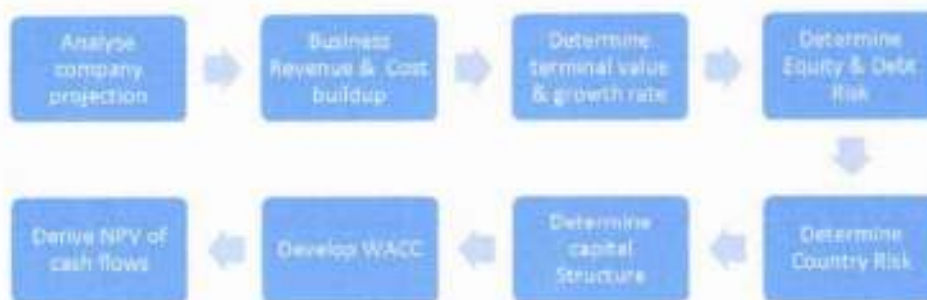 Analyse
company
projection
Business
Revenue & Cost
buildup
Determine
terminal value
& growth rate
Determine
Equity & Debt
Risk
Determine
Country Risk
Determine
capital
Structure
Develop WACC
Derive NPV of
cash flows